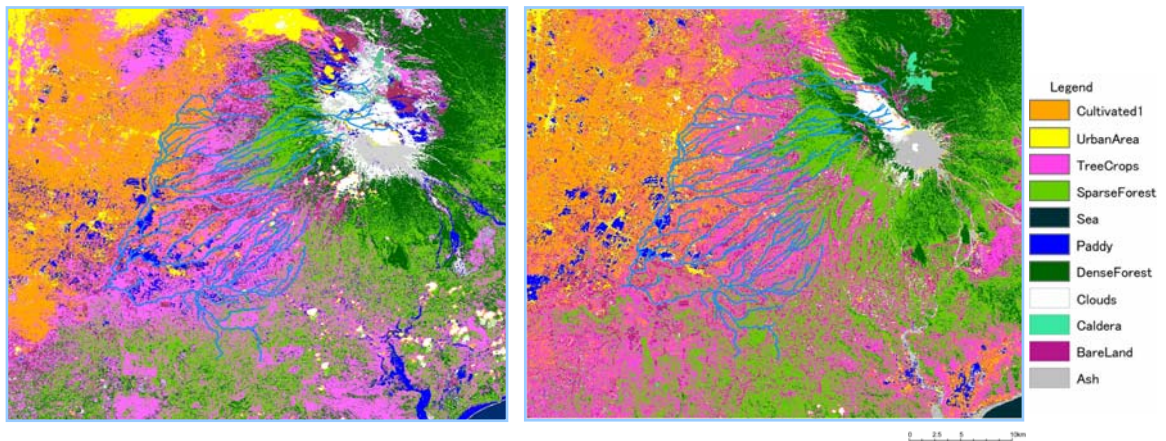 Legend
Cultivated1
UrbanArea
TreeCrops
SparseForest
Sea
Paddy
DenseForest
Clouds
Caldera
BareLand
Ash
0 2.5 5 10km